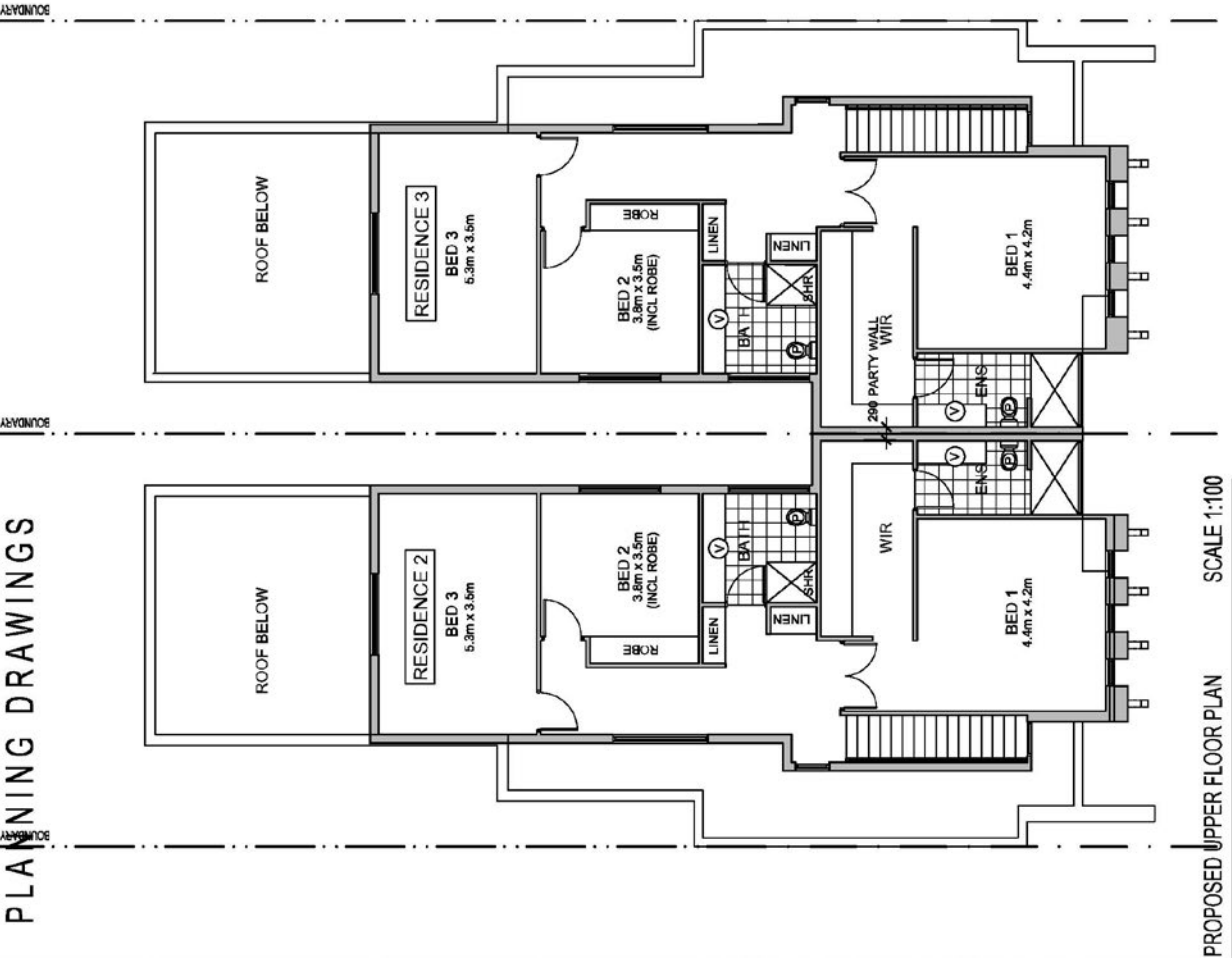 BOUNDARY
BOUNDARY
BOUNDARY
PLANNING DRAWINGS
ROOF BELOW
RESIDENCE 3
BED 3
5.3m x 3.5m
ROBE
BED 2
3.8m x 3.5m
(INCL ROBE)
LINEN
LINEN
SHR
V
BATH
P
BED 1
4.4m x 4.2m
WIR
290 PARTY WALL
ENS
V
P
ROOF BELOW
RESIDENCE 2
BED 3
5.3m x 3.5m
BED 2
3.8m x 3.5m
(INCL ROBE)
ROBE
V
BATH
P
SHR
LINEN
LINEN
WIR
V
ENS
P
BED 1
4.4m x 4.2m
PROPOSED UPPER FLOOR PLAN
SCALE 1:100